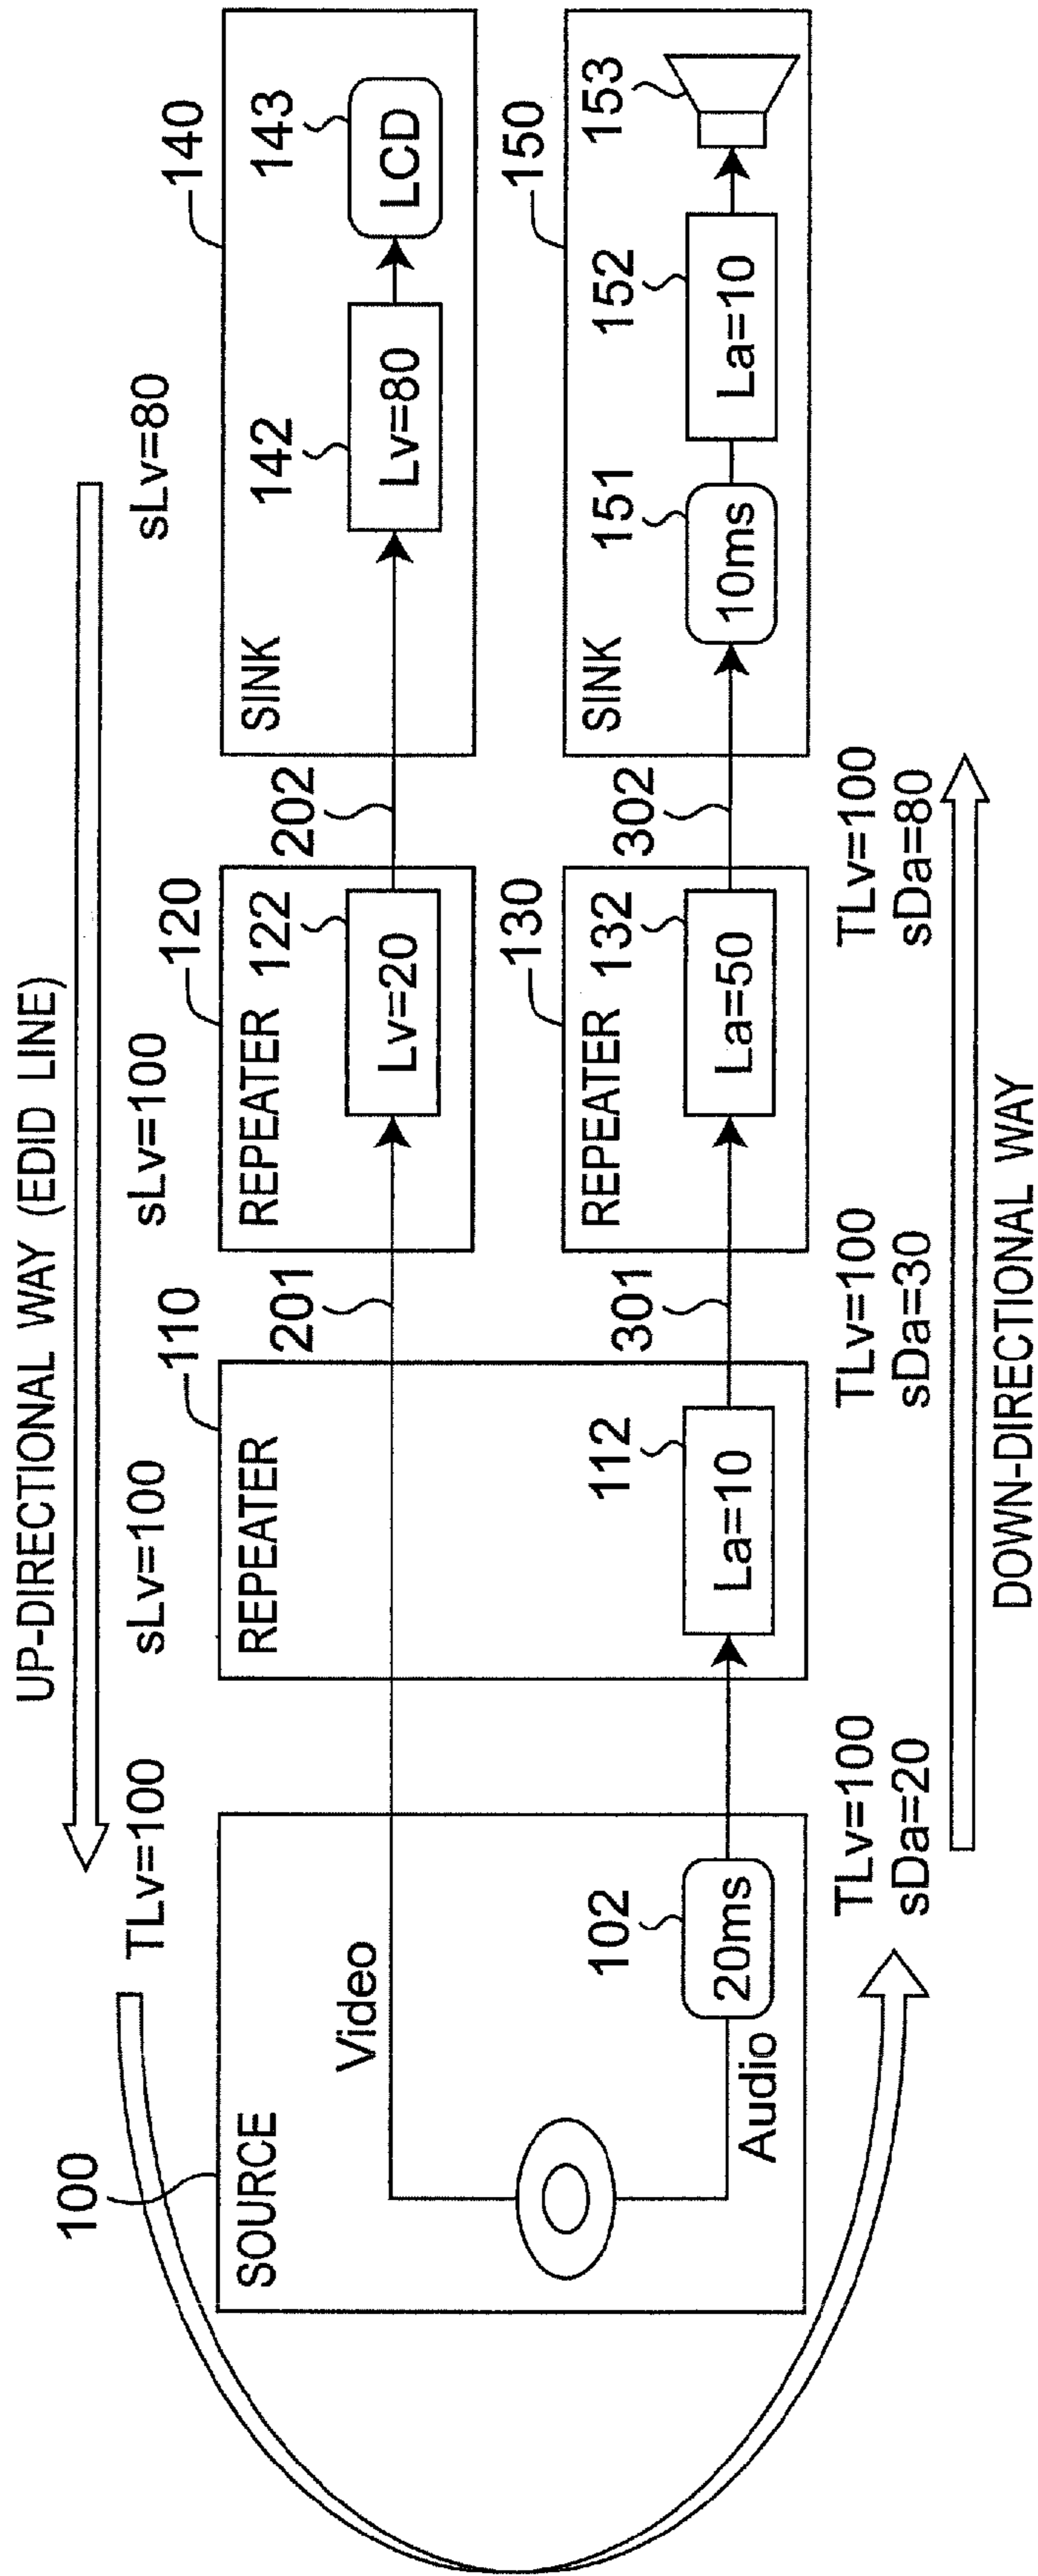 UP-DIRECTIONAL WAY (EDID LINE)
TLv=100
sLv=100
sLv=100
sLv=80
100
110
120
140
SOURCE
REPEATER
REPEATER
SINK
Video
201
122
Lv=20
202
142
Lv=80
143
LCD
130
150
REPEATER
SINK
Audio
102
20ms
112
La=10
301
132
La=50
302
151
10ms
152
La=10
153
TLv=100
sDa=20
TLv=100
sDa=30
TLv=100
sDa=80
DOWN-DIRECTIONAL WAY